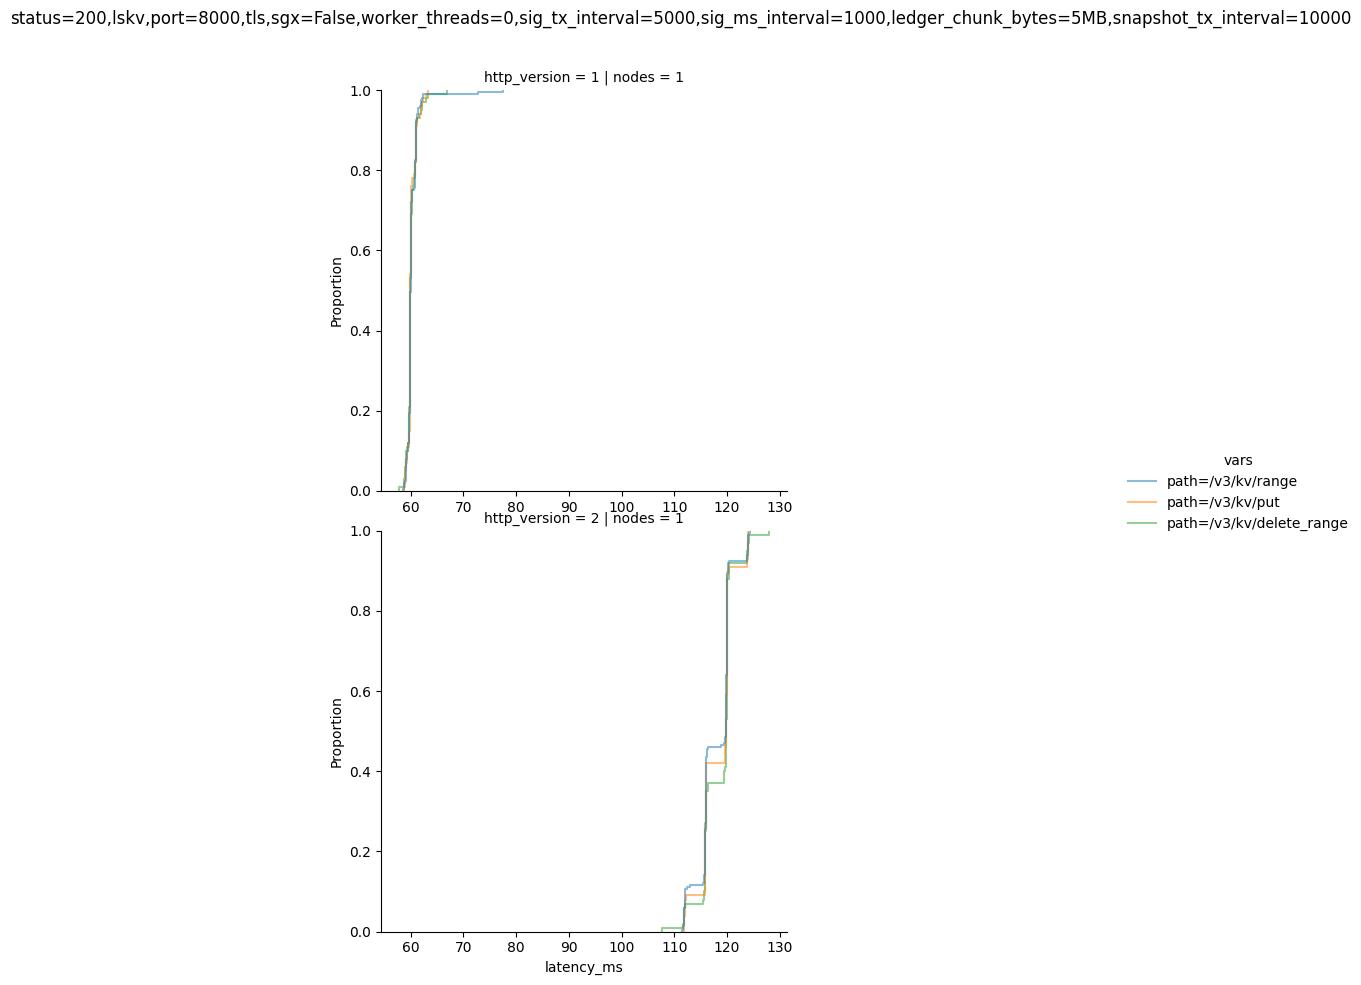 status=200,lskv,port=8000,tls,sgx=False,worker_threads=0,sig_tx_interval=5000,sig_ms_interval=1000,ledger_chunk_bytes=5MB,snapshot_tx_interval=10000
http_version = 1 | nodes = 1
1.0
0.8
0.6
0.4
0.2
0.0
Proportion
60 70 80 90 100 110 120 130
http_version = 2 | nodes = 1
1.0
0.8
0.6
0.4
0.2
0.0
Proportion
60 70 80 90 100 110 120 130
latency_ms
vars
path=/v3/kv/range
path=/v3/kv/put
path=/v3/kv/delete_range